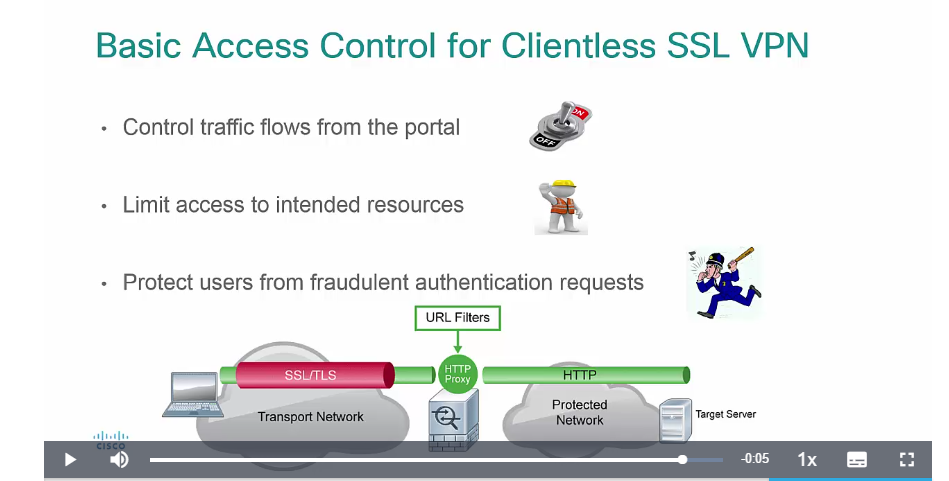 Basic Access Control for Clientless SSL VPN
• Control traffic flows from the portal
ON
OFF
• Limit access to intended resources
• Protect users from fraudulent authentication requests
URL Filters
SSL/TLS
HTTP
Proxy
HTTP
Transport Network
Protected
Network
Target Server
CISCO
-0:05
1x